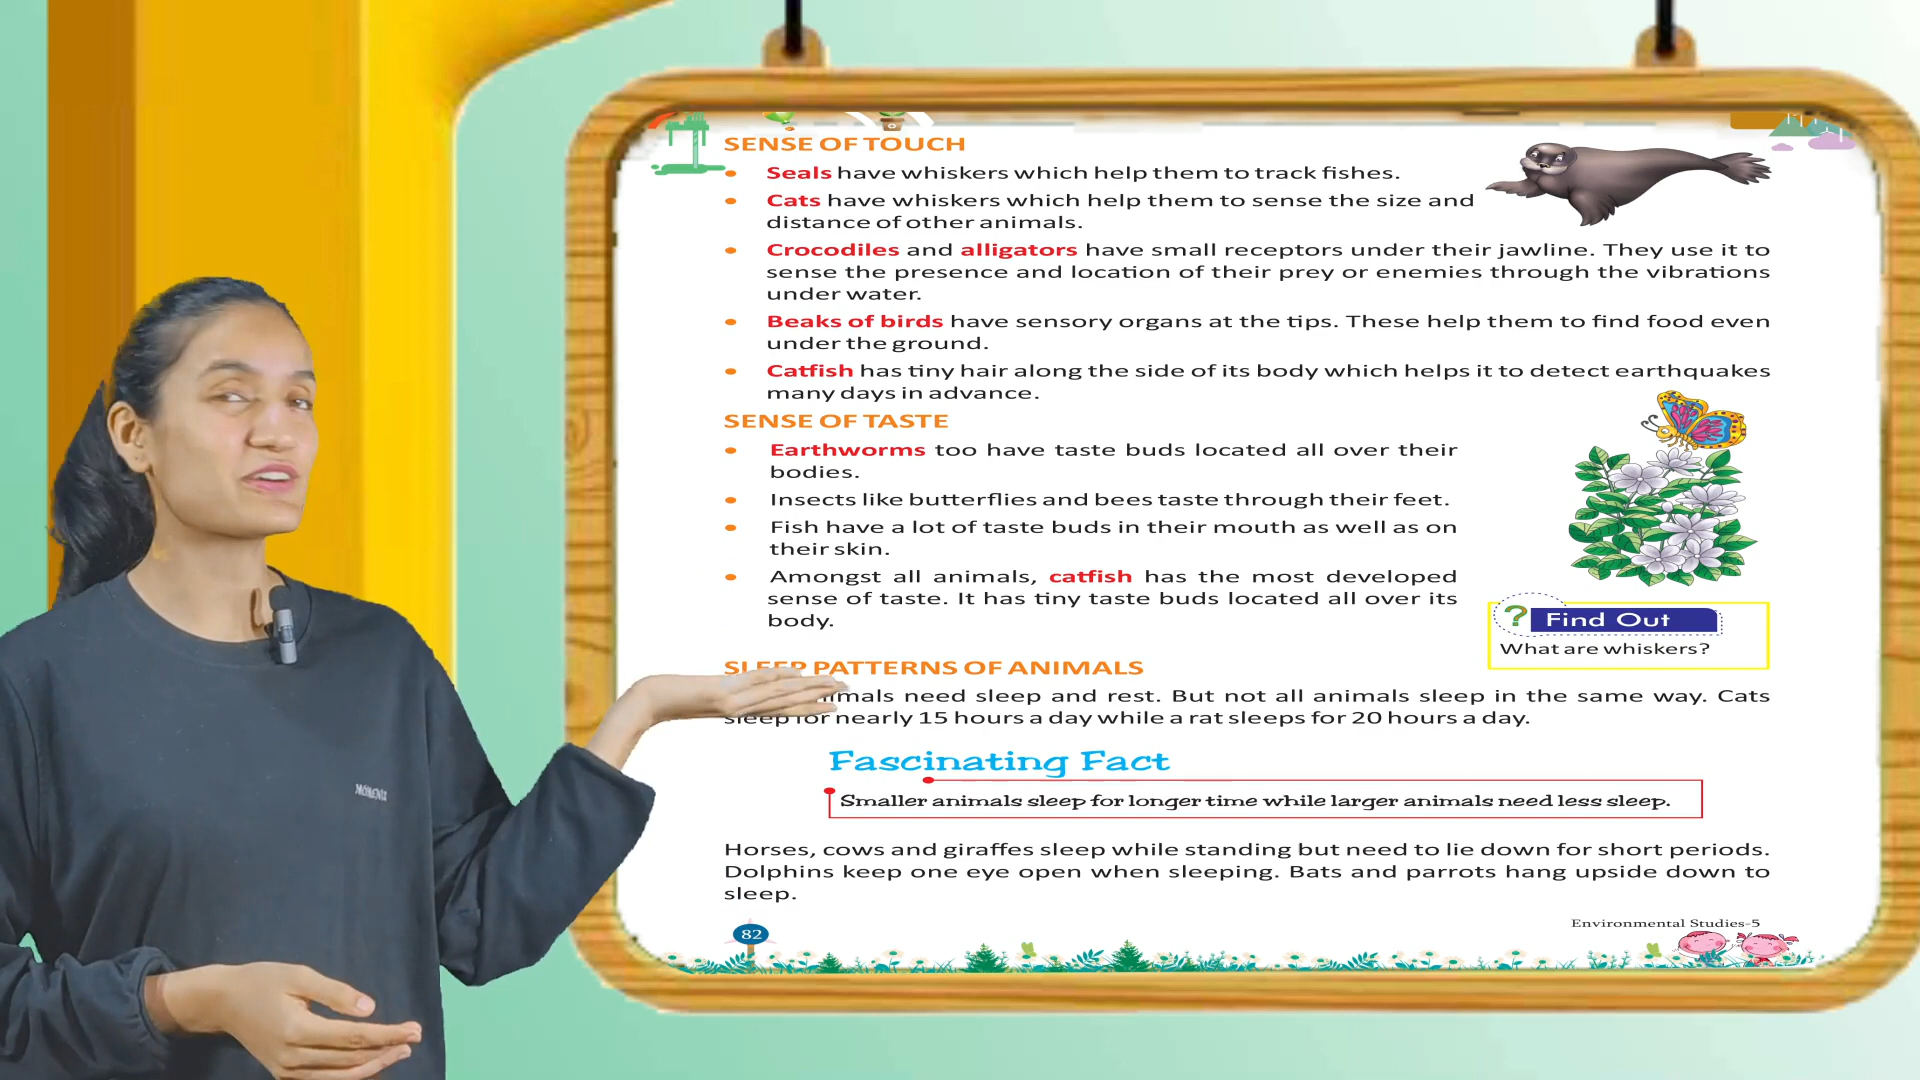 SENSE OF TOUCH
• Seals have whiskers which help them to track fishes.
• Cats have whiskers which help them to sense the size and
distance of other animals.
• Crocodiles and alligators have small receptors under their jawline. They use it to
sense the presence and location of their prey or enemies through the vibrations
under water.
• Beaks of birds have sensory organs at the tips. These help them to find food even
under the ground.
• Catfish has tiny hair along the side of its body which helps it to detect earthquakes
many days in advance.
SENSE OF TASTE
• Earthworms too have taste buds located all over their
bodies.
• Insects like butterflies and bees taste through their feet.
• Fish have a lot of taste buds in their mouth as well as on
their skin.
• Amongst all animals, catfish has the most developed
sense of taste. It has tiny taste buds located all over its
body.
? Find Out
What are whiskers?
SLEEP PATTERNS OF ANIMALS
need sleep and rest. But not all animals sleep in the same way. Cats
sleep for nearly 15 hours a day while a rat sleeps for 20 hours a day.
Fascinating Fact
Smaller animals sleep for longer time while larger animals need less sleep.
Horses, cows and giraffes sleep while standing but need to lie down for short periods.
Dolphins keep one eye open when sleeping. Bats and parrots hang upside down to
sleep.
82
Environmental Studies-5